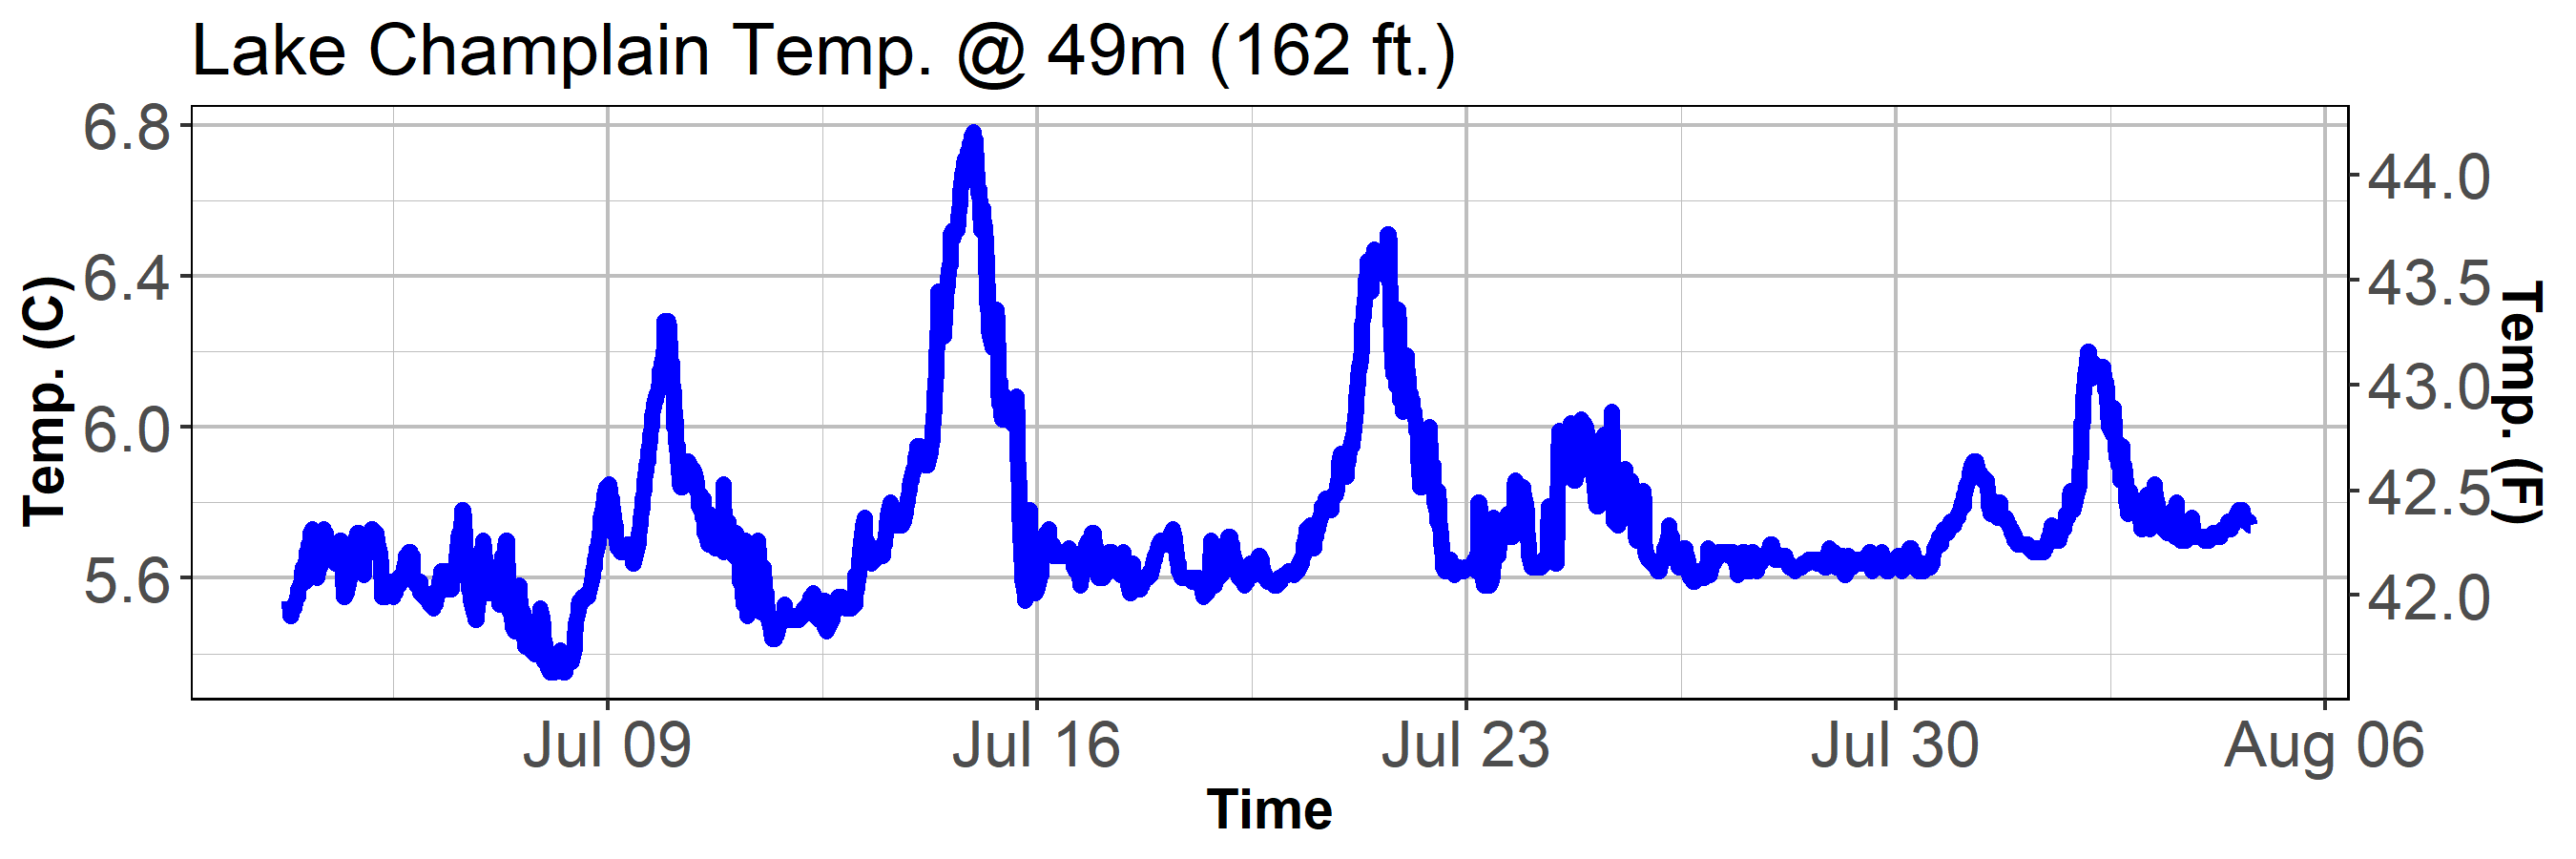 Lake Champlain Temp. @ 49m (162 ft.)
6.8
6.4
6.0
5.6
Temp. (C)
44.0
43.5
43.0
42.5
42.0
Temp. (F)
Jul 09 Jul 16 Jul 23 Jul 30 Aug 06
Time